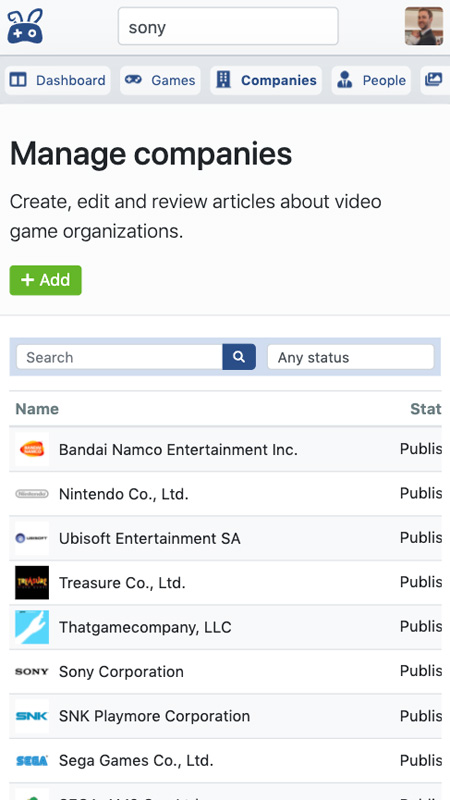 sony
Dashboard
Games
Companies
People
Manage companies
Create, edit and review articles about video
game organizations.
+ Add
Search
Any status
Name
Stat
Bandai Namco Entertainment Inc.
Publis
Nintendo
Nintendo Co., Ltd.
Publis
UBISOFT
Ubisoft Entertainment SA
Publis
TREASURE
Treasure Co., Ltd.
Publis
Thatgamecompany, LLC
Publis
SONY
Sony Corporation
Publis
SNK
SNK Playmore Corporation
Publis
SEGA
Sega Games Co., Ltd.
Publis